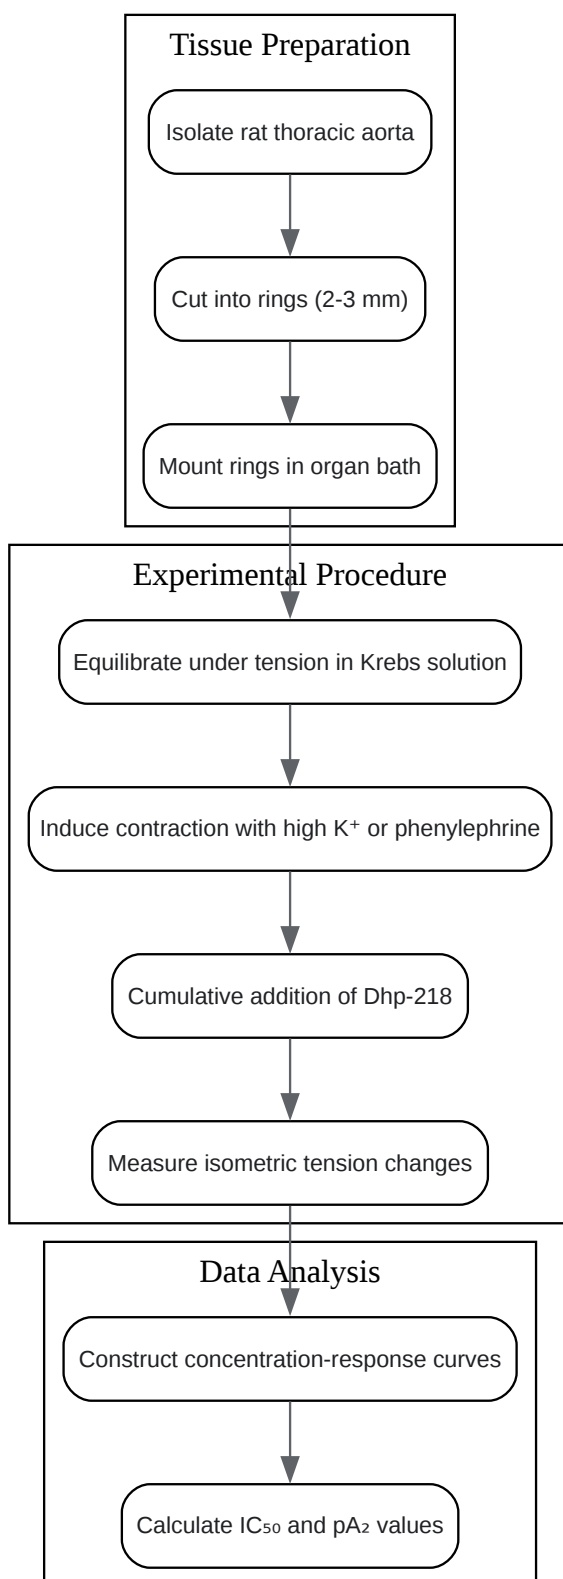 Tissue Preparation
Isolate rat thoracic aorta
Cut into rings (2-3 mm)
Mount rings in organ bath
Experimental Procedure
Equilibrate under tension in Krebs solution
Induce contraction with high K⁺ or phenylephrine
Cumulative addition of Dhp-218
Measure isometric tension changes
Data Analysis
Construct concentration-response curves
Calculate IC₅₀ and pA₂ values